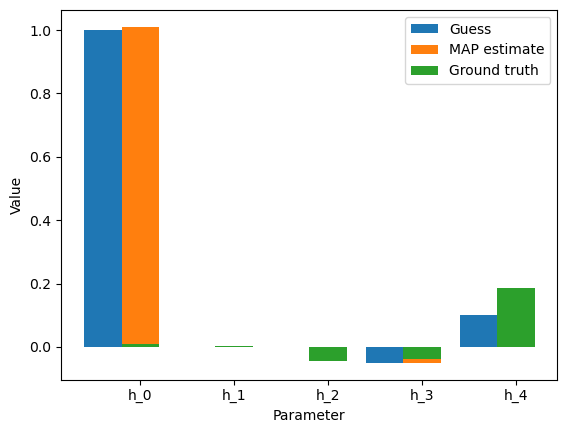 Guess
MAP estimate
Ground truth
Value
1.0
0.8
0.6
0.4
0.2
0.0
h_0 h_1 h_2 h_3 h_4
Parameter